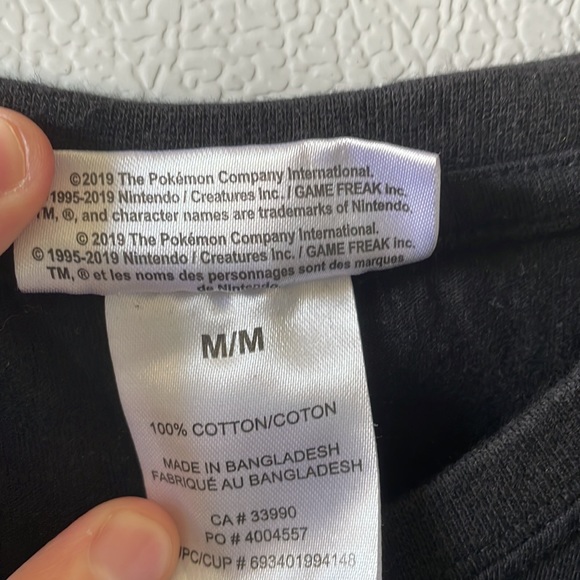 ©2019 The Pokémon Company International.
1995-2019 Nintendo / Creatures Inc. / GAME FREAK inc.
TM, ®, and character names are trademarks of Nintendo.
© 2019 The Pokémon Company International.
© 1995-2019 Nintendo / Creatures Inc. / GAME FREAK inc.
TM, ® et les noms des personnages sont des marques
de Nintendo
M/M
100% COTTON/COTON
MADE IN BANGLADESH
FABRIQUÉ AU BANGLADESH
CA# 33990
PO # 4004557
UPC/CUP # 693401994148